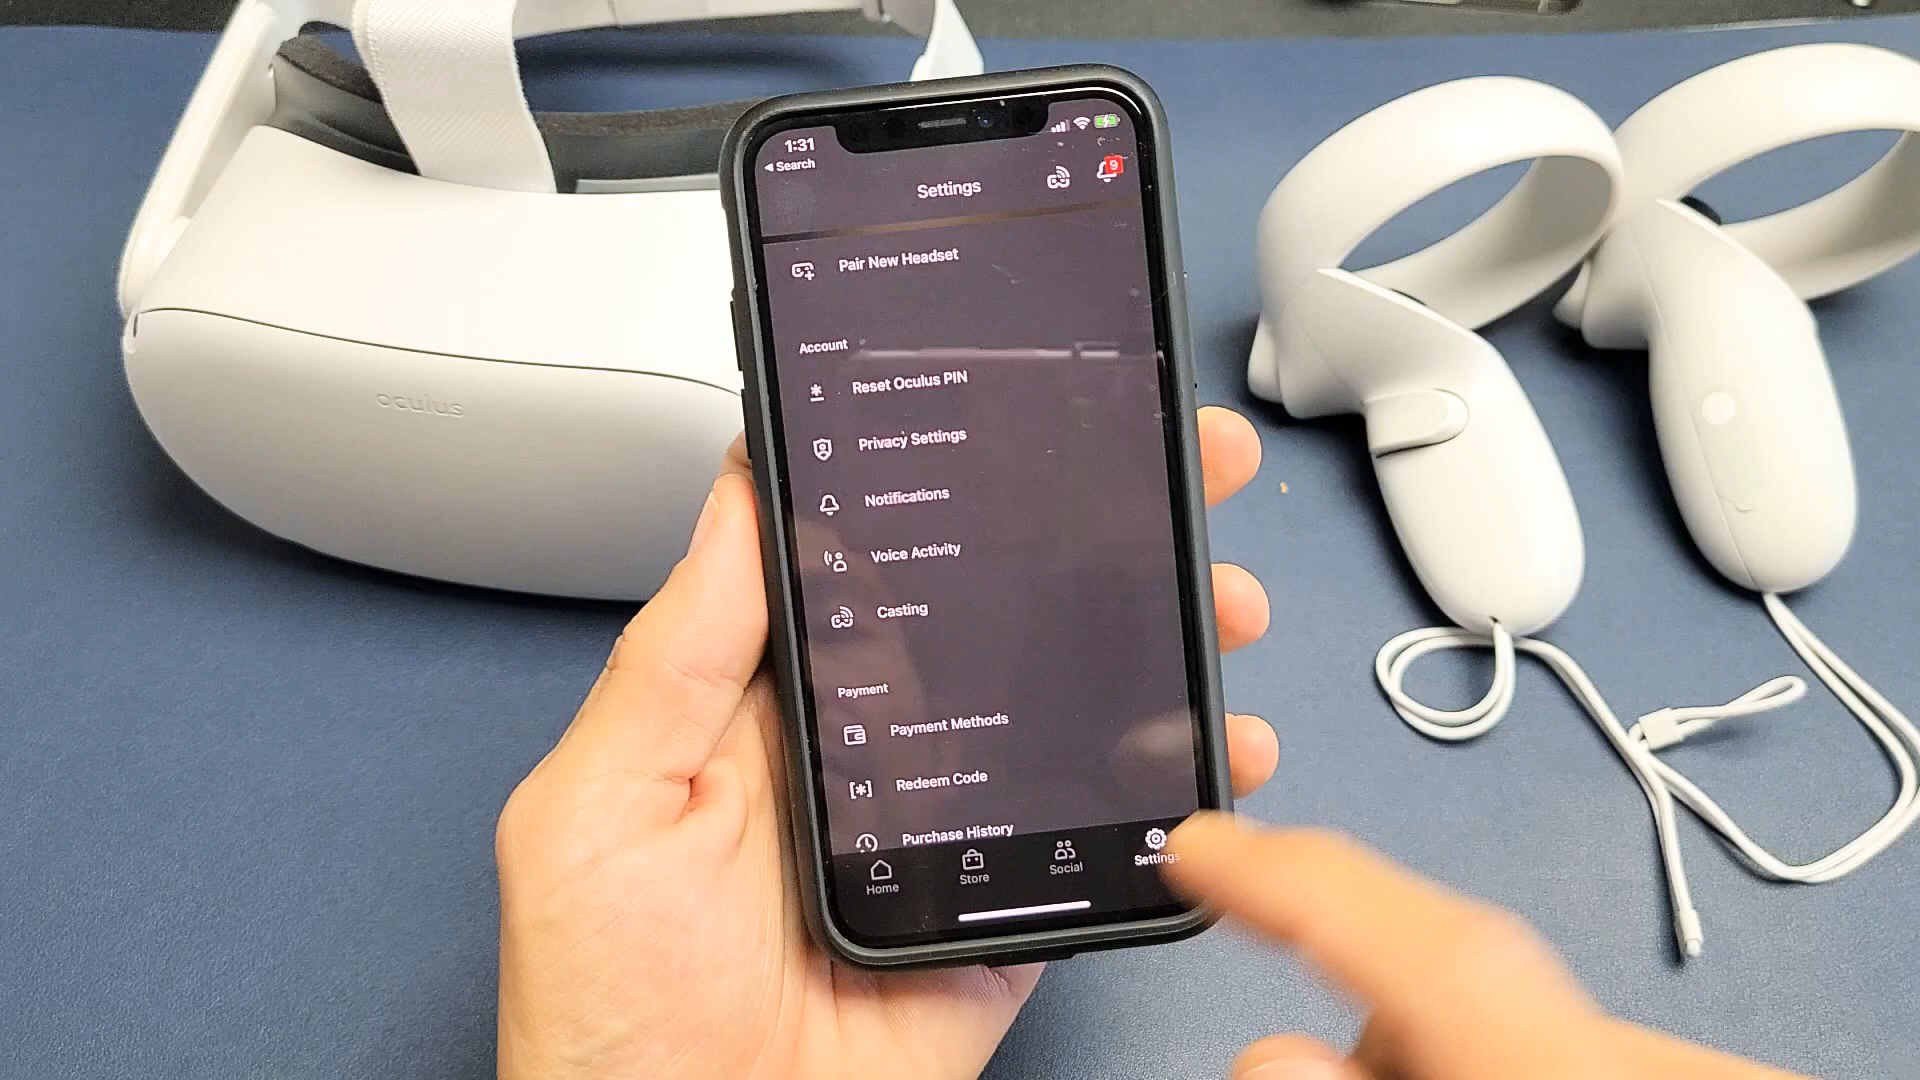 oculus
1:31
Search
Settings
9
Pair New Headset
Account
Reset Oculus PIN
Privacy Settings
Notifications
Voice Activity
Casting
Payment
Payment Methods
Redeem Code
Purchase History
Home
Store
Social
Settings